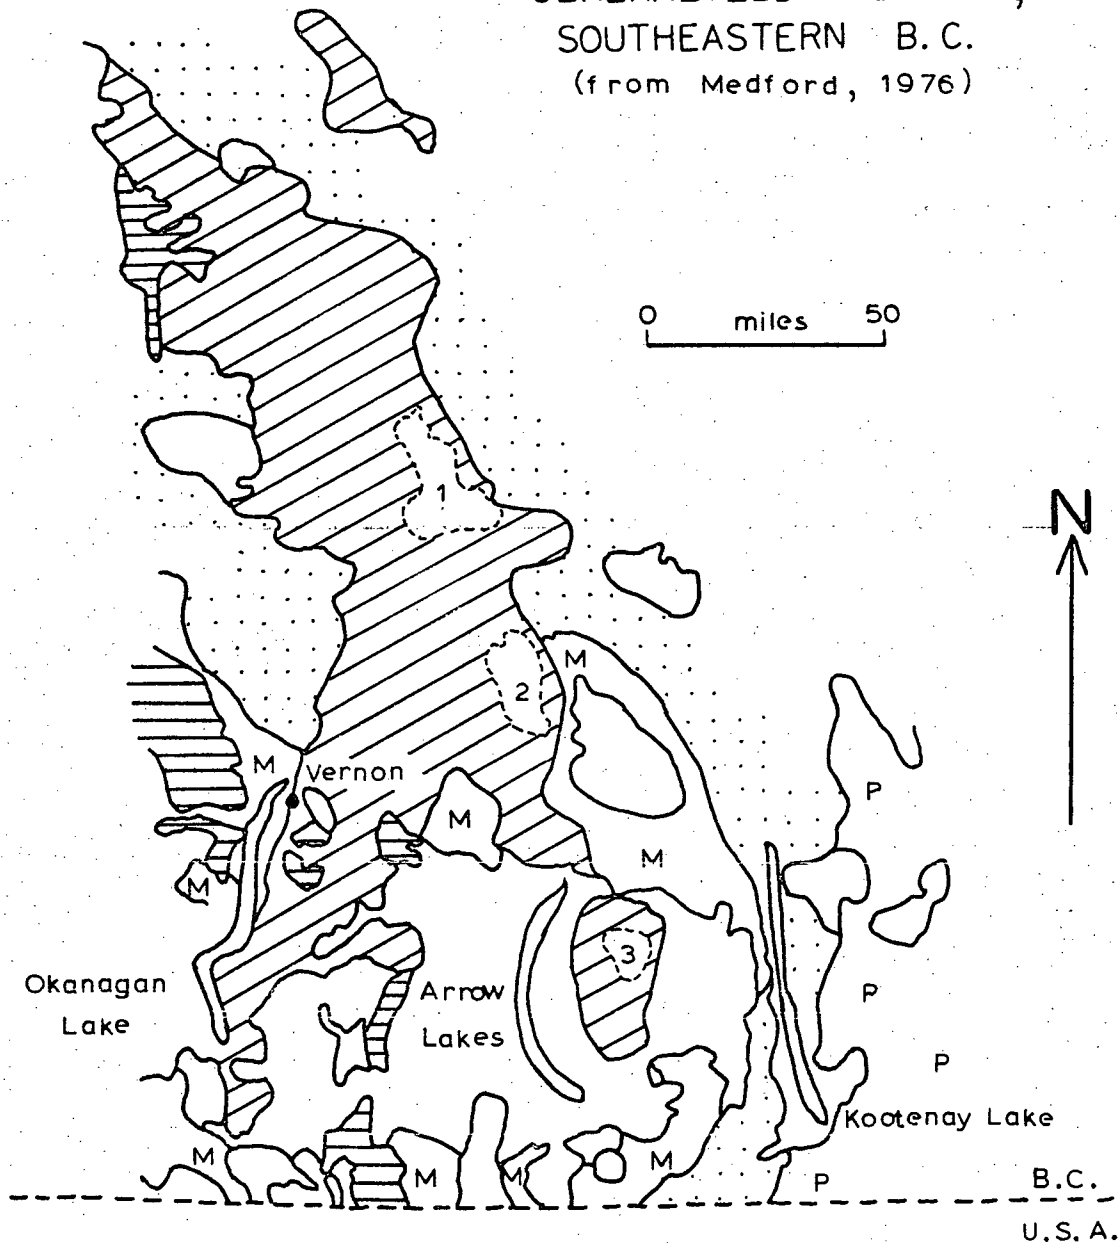 SOUTHEASTERN B.C.
(from Medford, 1976)
0 miles 50
1
N
M
2
M
Vernon
P
M
M
M
3
Okanagan
Lake
Arrow
Lakes
P
P
Kootenay Lake
M
M
M
M
P
B.C.
U.S.A.